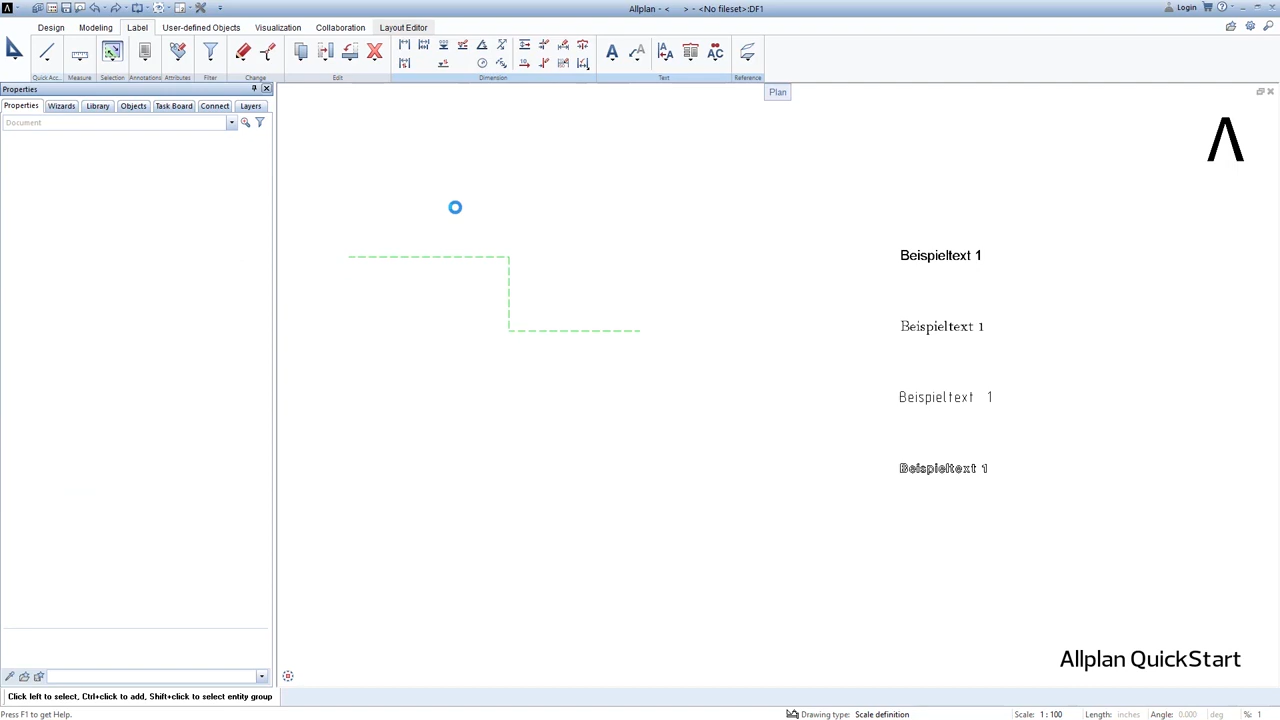 Allplan - < > - <No fileset>:DF1
Login
Design
Modeling
Label
User-defined Objects
Visualization
Collaboration
Layout Editor
Quick Acc...
Measure
Selection
Annotations
Attributes
Filter
Change
Edit
Dimension
Text
Reference
Properties
Plan
Properties
Wizards
Library
Objects
Task Board
Connect
Layers
Document
Beispieltext 1
Beispieltext 1
Beispieltext 1
Beispieltext 1
Allplan QuickStart
Click left to select, Ctrl+click to add, Shift+click to select entity group
Press F1 to get Help.
Drawing type: Scale definition
Scale: 1 : 100
Length: inches
Angle: 0.000 deg
%: 1